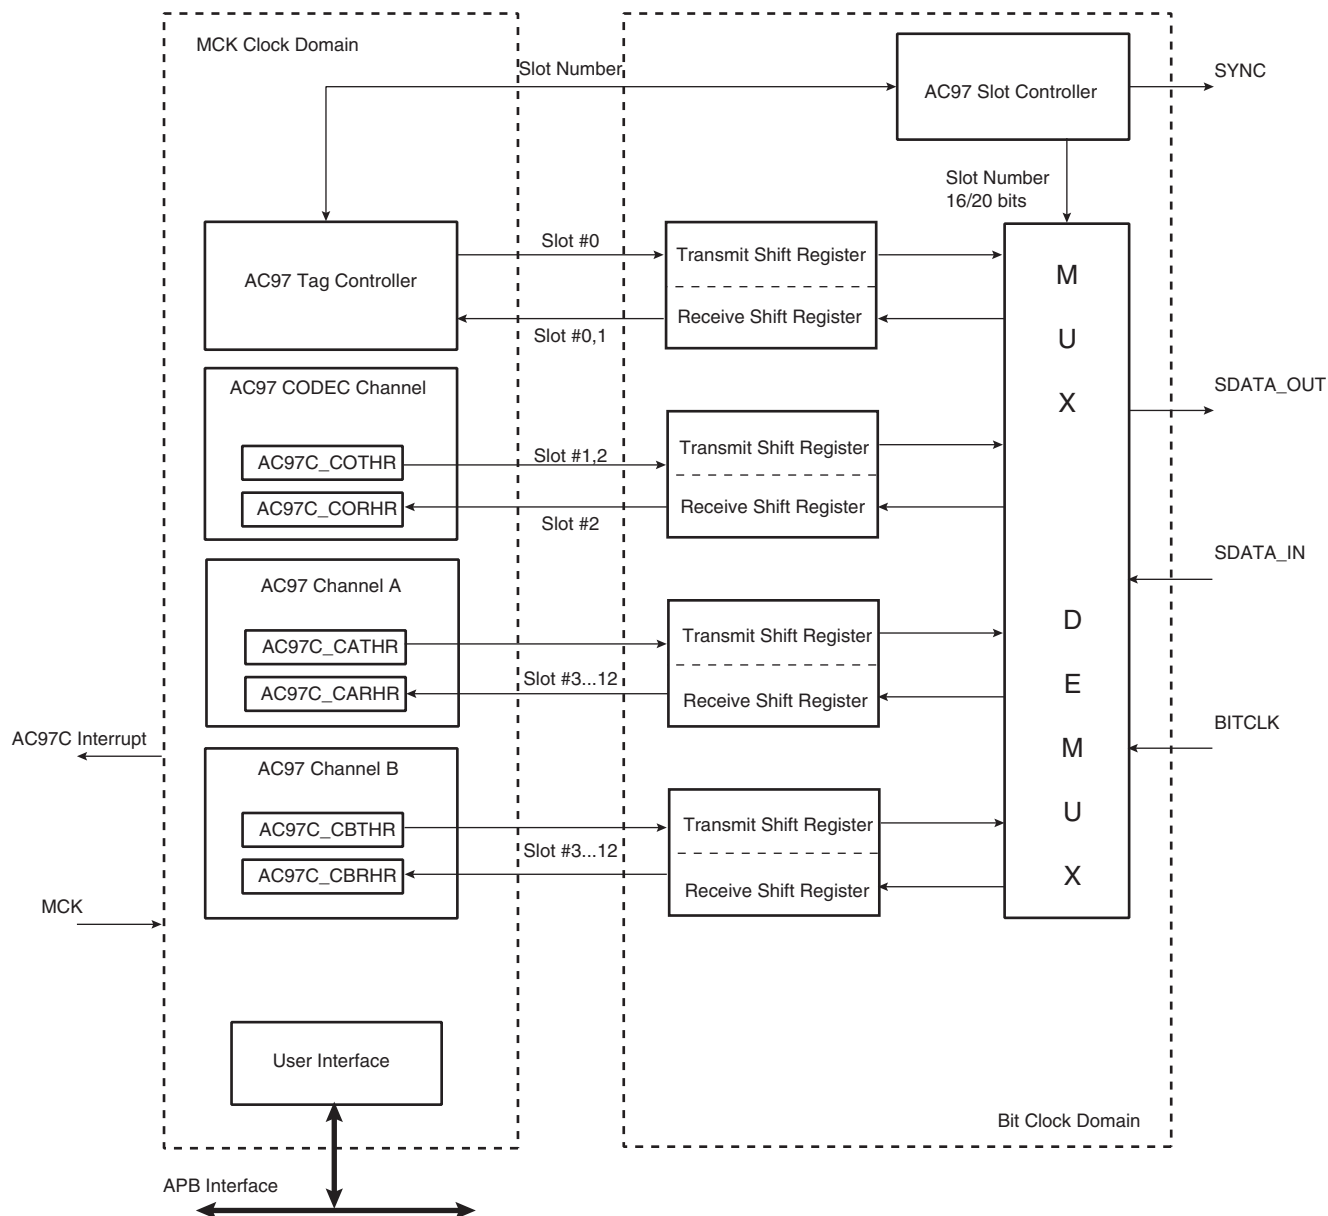 MCK Clock Domain
Slot Number
AC97 Slot Controller
SYNC
Slot Number
16/20 bits
AC97 Tag Controller
Slot #0
Slot #0,1
Transmit Shift Register
Receive Shift Register
AC97 CODEC Channel
AC97C_COTHR
AC97C_CORHR
Slot #1,2
Slot #2
Transmit Shift Register
Receive Shift Register
AC97 Channel A
AC97C_CATHR
AC97C_CARHR
Slot #3...12
Transmit Shift Register
Receive Shift Register
AC97 Channel B
AC97C_CBTHR
AC97C_CBRHR
Slot #3...12
Transmit Shift Register
Receive Shift Register
M
U
X
D
E
M
U
X
SDATA_OUT
SDATA_IN
BITCLK
AC97C Interrupt
MCK
User Interface
Bit Clock Domain
APB Interface